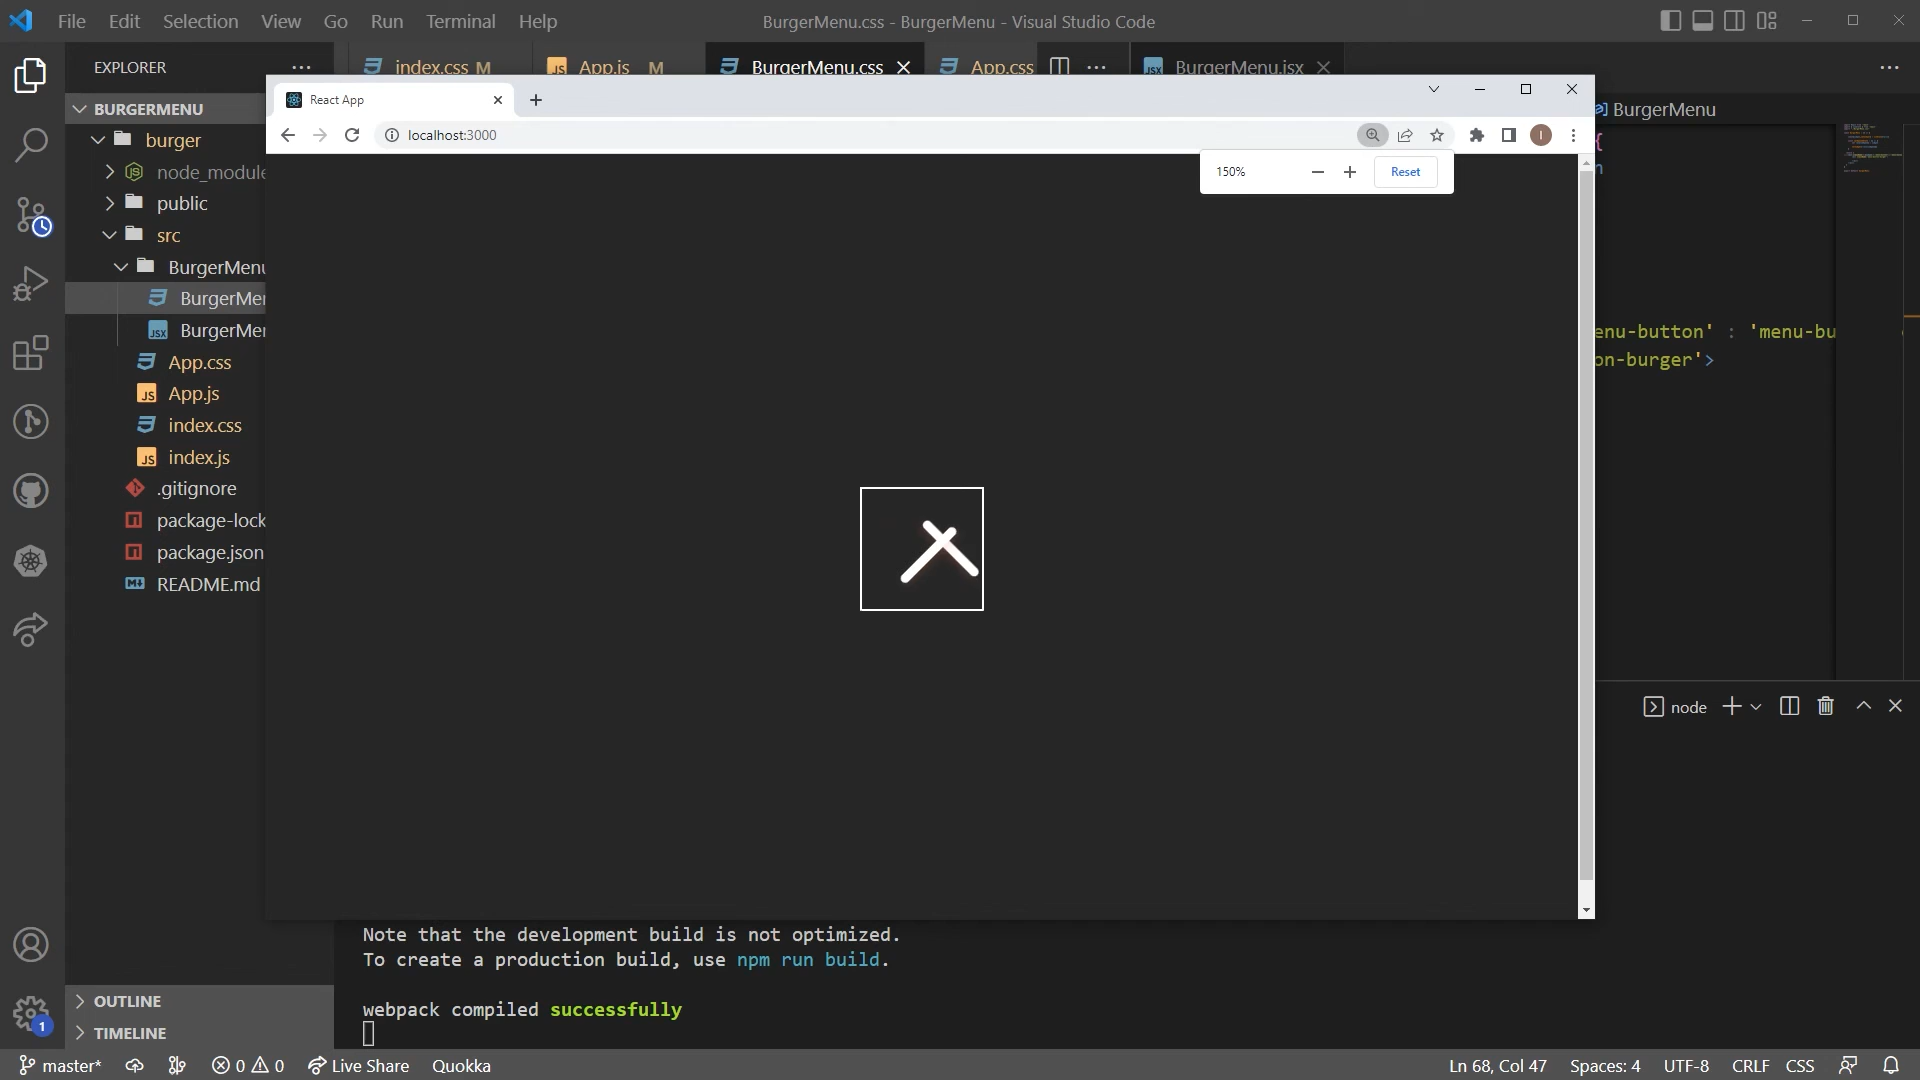 File Edit Selection View Go Run Terminal Help
BurgerMenu.css - BurgerMenu - Visual Studio Code
EXPLORER
index.css M
App.js M
BurgerMenu.css
App.css
BurgerMenu.jsx
BURGERMENU
React App
BurgerMenu
burger
localhost:3000
{
n
node_module
150%
Reset
public
src
BurgerMenu
BurgerMe
BurgerMe
enu-button' : 'menu-bu
on-burger'>
App.css
JS App.js
index.css
JS index.js
.gitignore
package-lock
package.json
README.md
node
Note that the development build is not optimized.
To create a production build, use npm run build.
webpack compiled successfully
OUTLINE
1
TIMELINE
master*
0
0
Live Share
Quokka
Ln 68, Col 47
Spaces: 4
UTF-8
CRLF
CSS